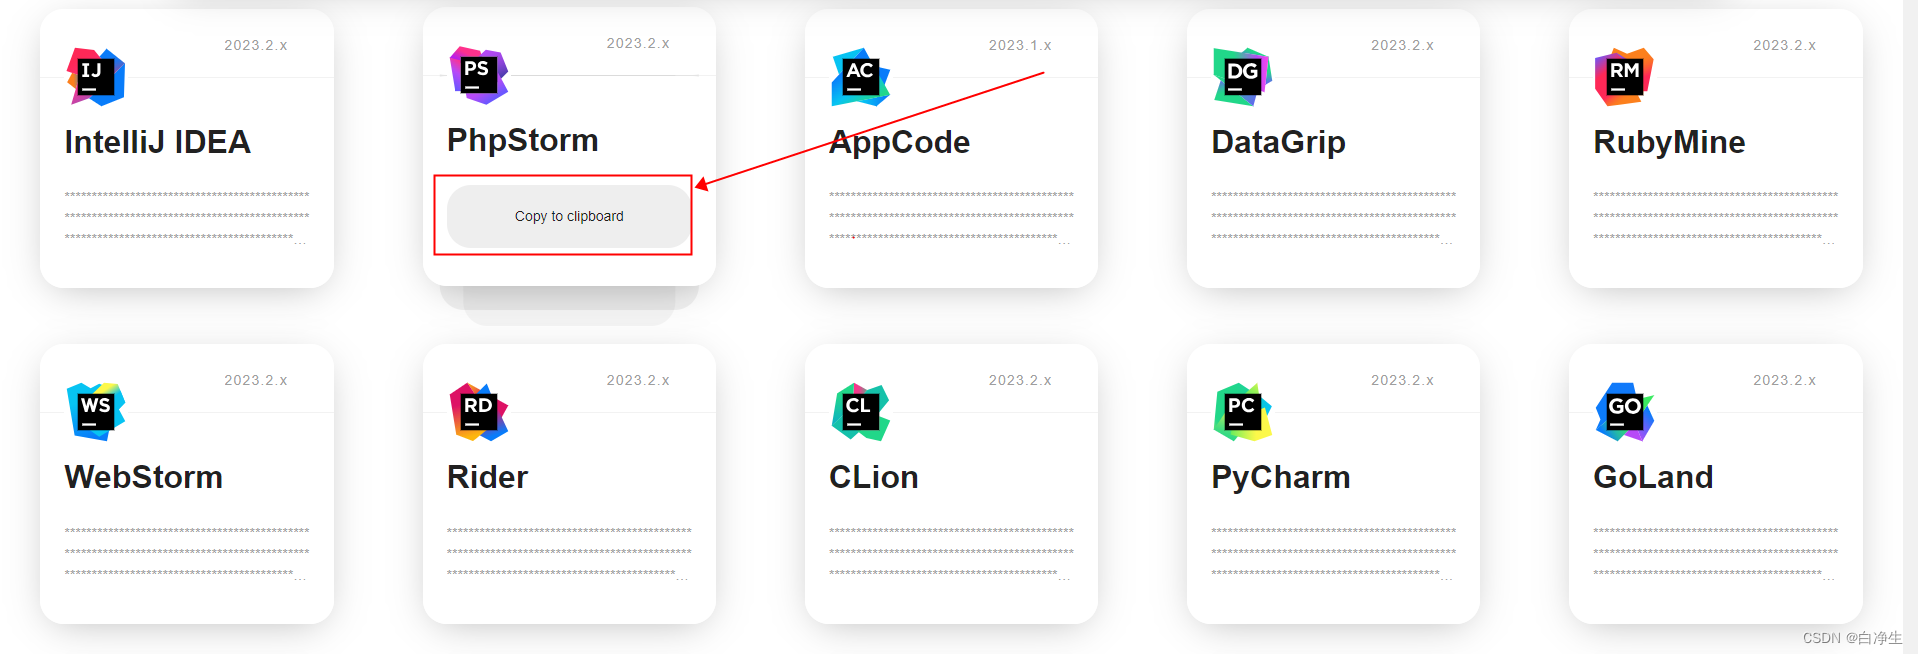 2023.2.x
IJ
IntelliJ IDEA
*********************************************
*********************************************
******************************************...
2023.2.x
PS
PhpStorm
Copy to clipboard
2023.1.x
AC
AppCode
*********************************************
*********************************************
******************************************...
2023.2.x
DG
DataGrip
*********************************************
*********************************************
******************************************...
2023.2.x
RM
RubyMine
*********************************************
*********************************************
******************************************...
2023.2.x
WS
WebStorm
*********************************************
*********************************************
******************************************...
2023.2.x
RD
Rider
*********************************************
*********************************************
******************************************...
2023.2.x
CL
CLion
*********************************************
*********************************************
******************************************...
2023.2.x
PC
PyCharm
*********************************************
*********************************************
******************************************...
2023.2.x
GO
GoLand
*********************************************
*********************************************
******************************************...
CSDN @白净生